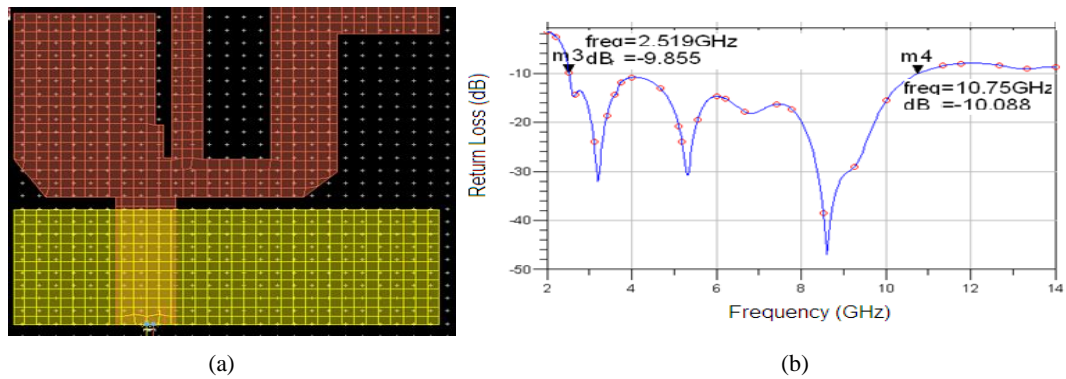 freq=2.519GHz
m3
dB =-9.855
m4
freq=10.75GHz
dB =-10.088
Return Loss (dB)
-10
-20
-30
-40
-50
2 4 6 8 10 12 14
Frequency (GHz)
(a) (b)